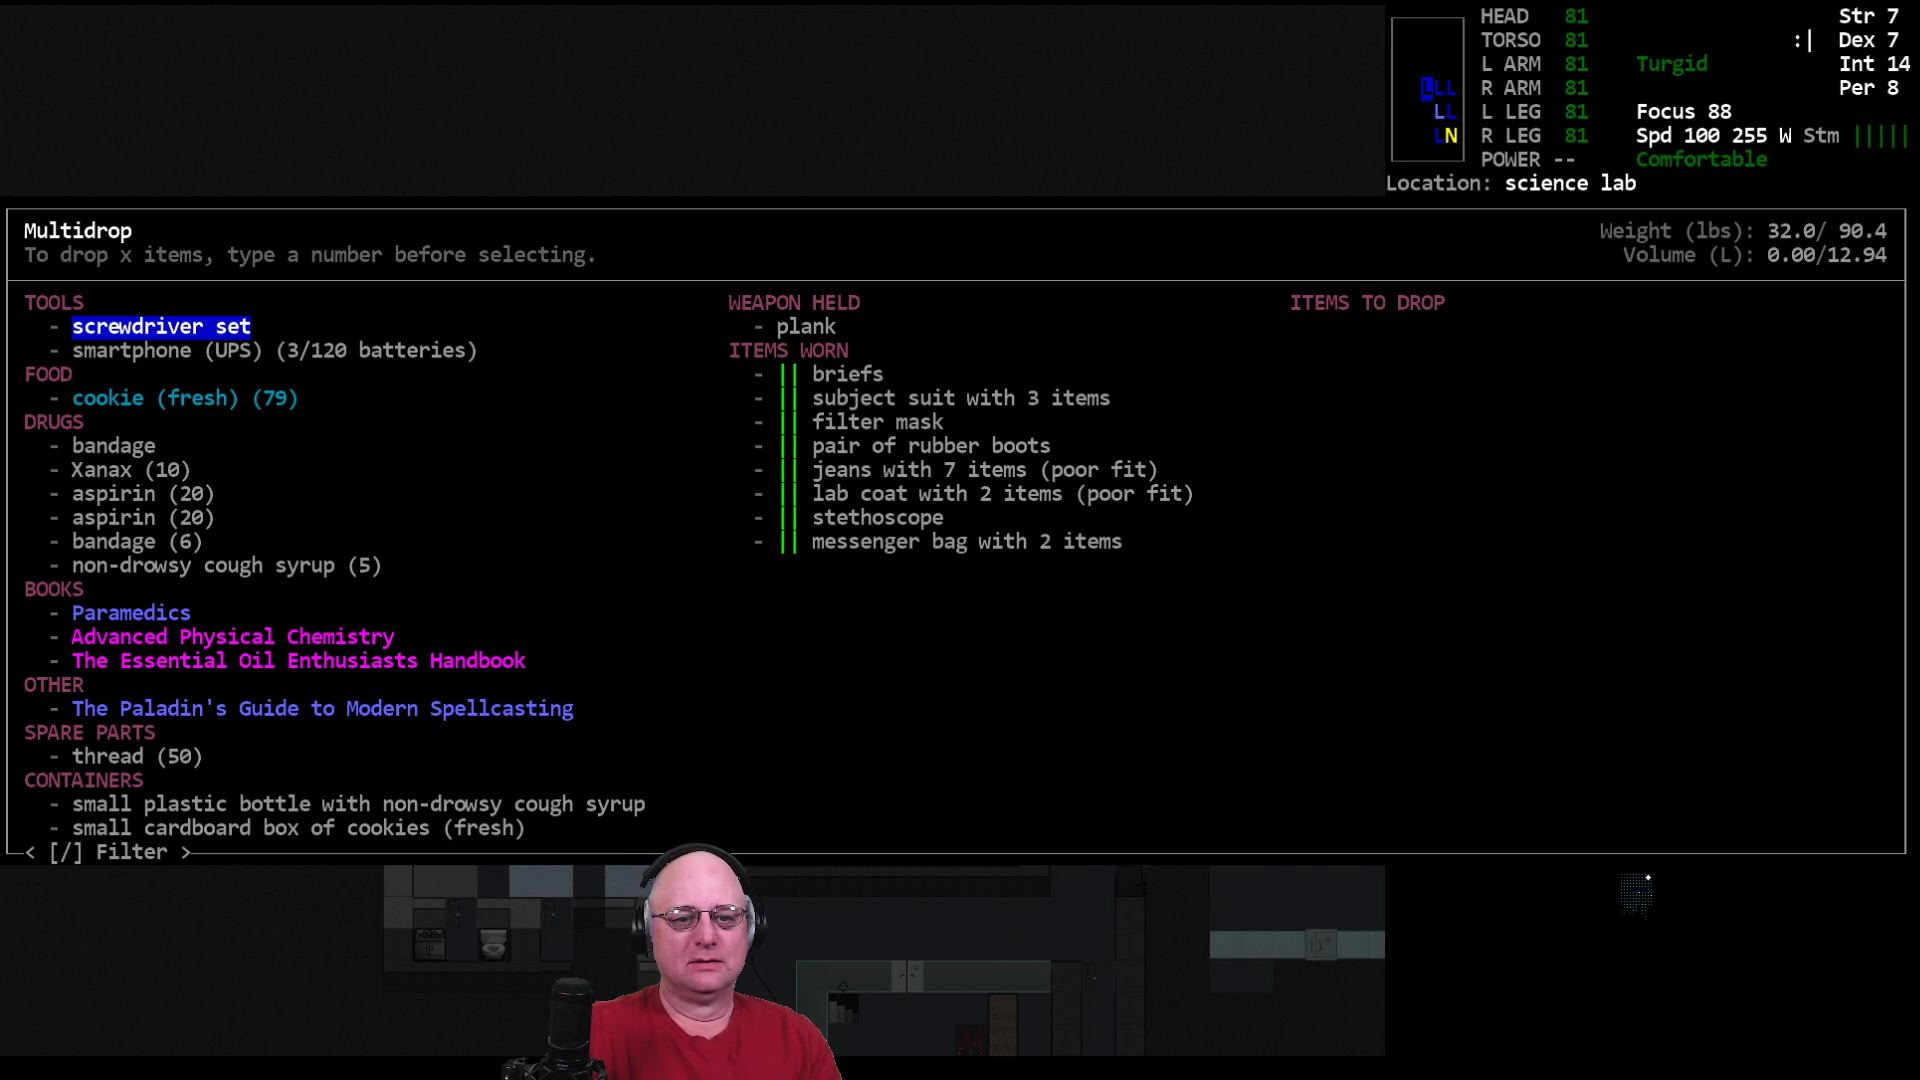 HEAD 81 Str 7
TORSO 81 :| Dex 7
L ARM 81 Turgid Int 14
LLL R ARM 81 Per 8
LL L LEG 81 Focus 88
LN R LEG 81 Spd 100 255 W Stm |||||
POWER -- Comfortable
Location: science lab
Multidrop
To drop x items, type a number before selecting.
Weight (lbs): 32.0/ 90.4
Volume (L): 0.00/12.94
TOOLS
- screwdriver set
- smartphone (UPS) (3/120 batteries)
FOOD
- cookie (fresh) (79)
DRUGS
- bandage
- Xanax (10)
- aspirin (20)
- aspirin (20)
- bandage (6)
- non-drowsy cough syrup (5)
BOOKS
- Paramedics
- Advanced Physical Chemistry
- The Essential Oil Enthusiasts Handbook
OTHER
- The Paladin's Guide to Modern Spellcasting
SPARE PARTS
- thread (50)
CONTAINERS
- small plastic bottle with non-drowsy cough syrup
- small cardboard box of cookies (fresh)
< [/] Filter >
WEAPON HELD
- plank
ITEMS WORN
- || briefs
- || subject suit with 3 items
- || filter mask
- || pair of rubber boots
- || jeans with 7 items (poor fit)
- || lab coat with 2 items (poor fit)
- || stethoscope
- || messenger bag with 2 items
ITEMS TO DROP